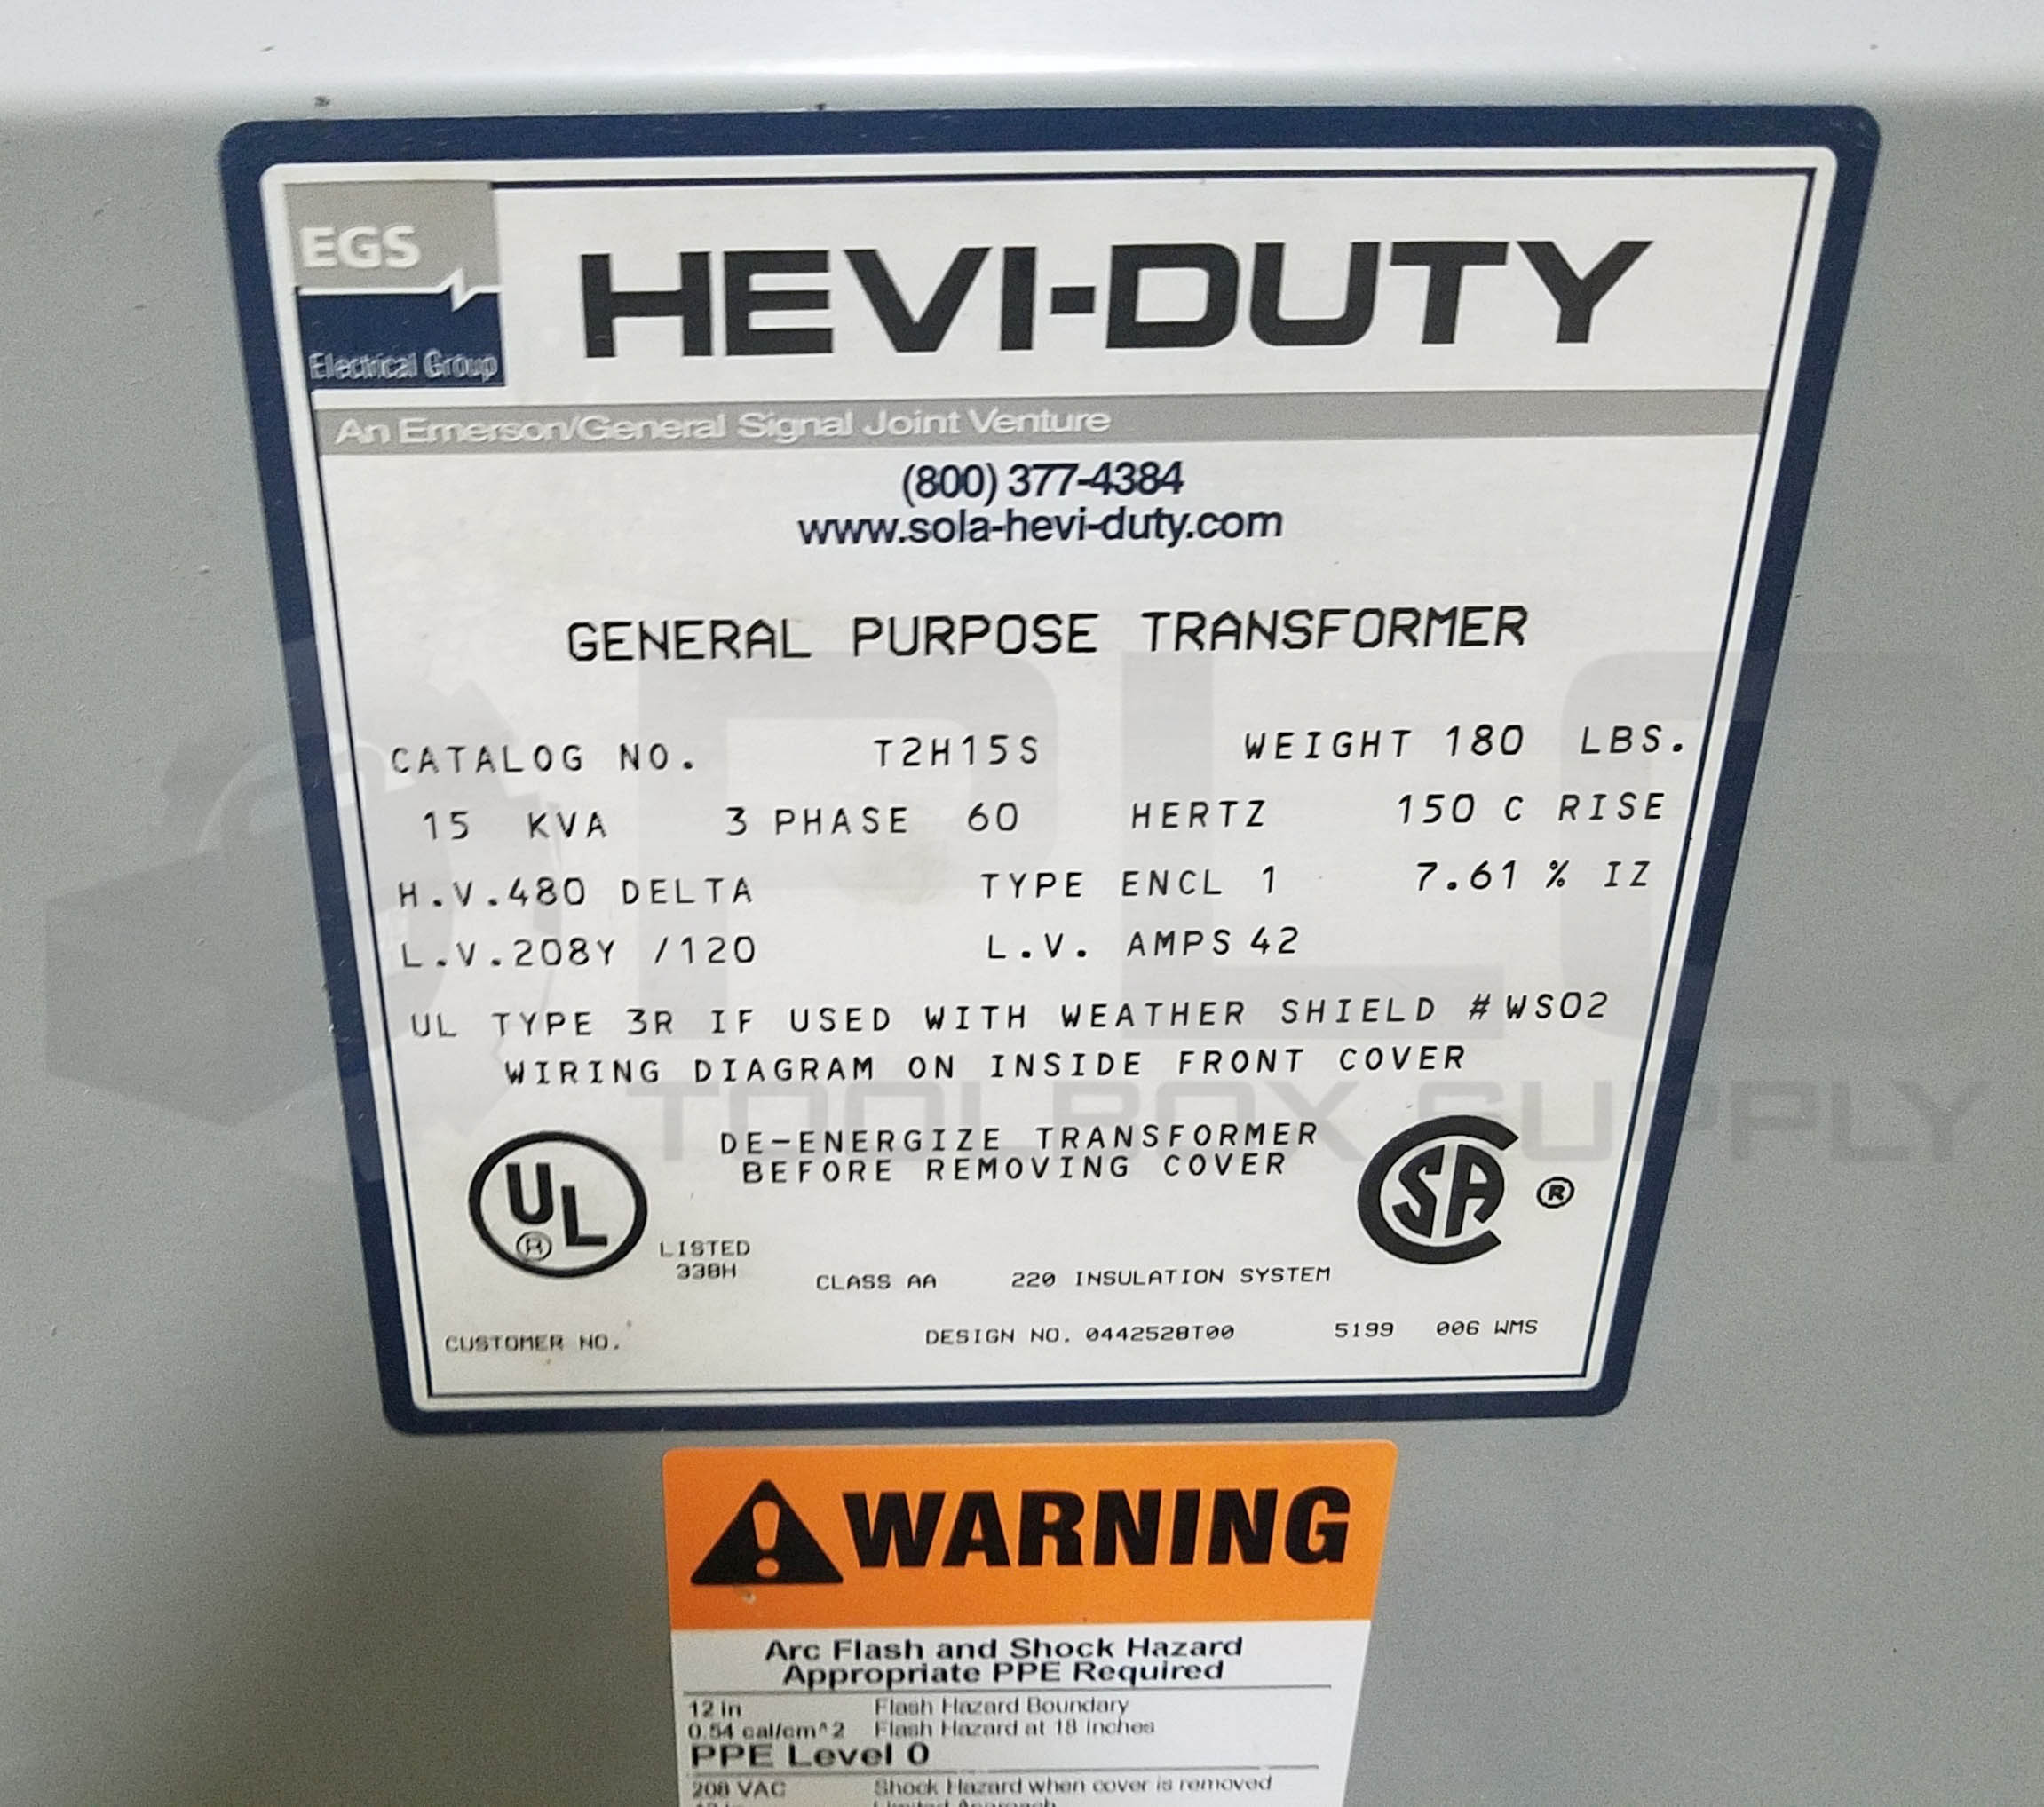 EGS
Electrical Group
HEVI-DUTY
An Emerson/General Signal Joint Venture
(800) 377-4384
www.sola-hevi-duty.com
GENERAL PURPOSE TRANSFORMER
CATALOG NO. T2H15S WEIGHT 180 LBS.
15 KVA 3 PHASE 60 HERTZ 150 C RISE
H.V.480 DELTA TYPE ENCL 1 7.61 % IZ
L.V.208Y /120 L.V. AMPS 42
UL TYPE 3R IF USED WITH WEATHER SHIELD #WS02
WIRING DIAGRAM ON INSIDE FRONT COVER
PLC
TOOLBOX SUPPLY
DE-ENERGIZE TRANSFORMER
BEFORE REMOVING COVER
UL ®
LISTED
338H
SA ®
CLASS AA 220 INSULATION SYSTEM
CUSTOMER NO. DESIGN NO. 0442528T00 5199 006 WMS
WARNING
Arc Flash and Shock Hazard
Appropriate PPE Required
12 in Flash Hazard Boundary
0.54 cal/cm^2 Flash Hazard at 18 inches
PPE Level 0
208 VAC Shock Hazard when cover is removed
Limited Approach